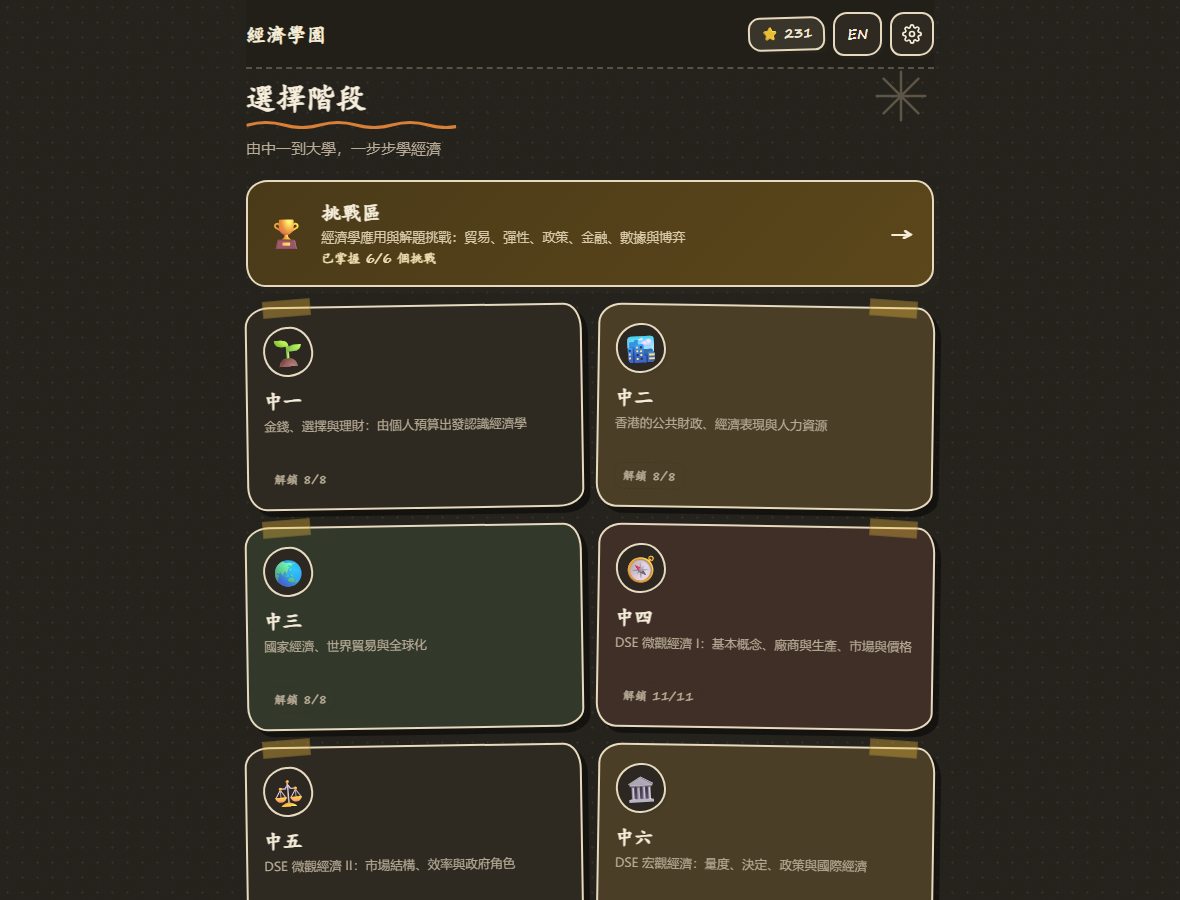 經濟學園
231
EN
選擇階段
由中一到大學，一步步學經濟
挑戰區
經濟學應用與解題挑戰：貿易、彈性、政策、金融、數據與博弈
已掌握 6/6 個挑戰
中一
金錢、選擇與理財：由個人預算出發認識經濟學
解鎖 8/8
中二
香港的公共財政、經濟表現與人力資源
解鎖 8/8
中三
國家經濟、世界貿易與全球化
解鎖 8/8
中四
DSE 微觀經濟 I：基本概念、廠商與生產、市場與價格
解鎖 11/11
中五
DSE 微觀經濟 II：市場結構、效率與政府角色
中六
DSE 宏觀經濟：量度、決定、政策與國際經濟